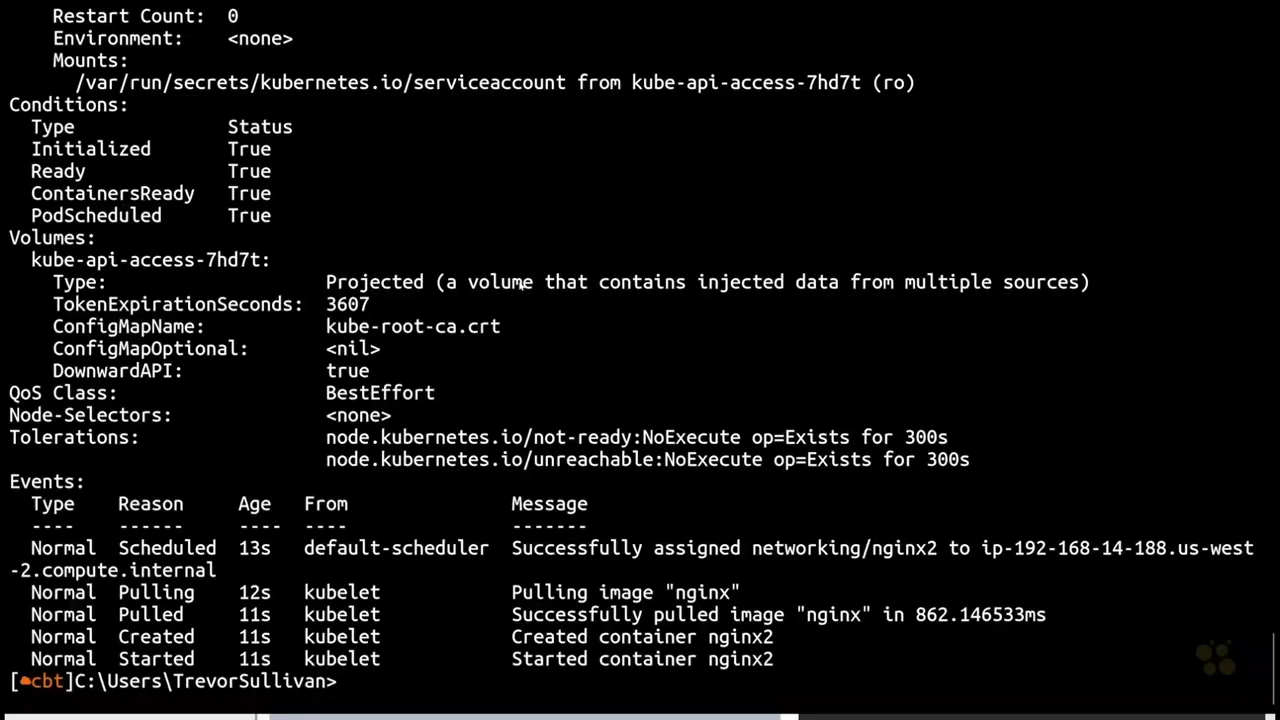 Restart Count:  0
Environment:    <none>
Mounts:
/var/run/secrets/kubernetes.io/serviceaccount from kube-api-access-7hd7t (ro)
Conditions:
Type              Status
Initialized       True
Ready             True
ContainersReady   True
PodScheduled      True
Volumes:
kube-api-access-7hd7t:
Type:                    Projected (a volume that contains injected data from multiple sources)
TokenExpirationSeconds:  3607
ConfigMapName:           kube-root-ca.crt
ConfigMapOptional:       <nil>
DownwardAPI:             true
QoS Class:                   BestEffort
Node-Selectors:              <none>
Tolerations:                 node.kubernetes.io/not-ready:NoExecute op=Exists for 300s
node.kubernetes.io/unreachable:NoExecute op=Exists for 300s
Events:
Type    Reason     Age   From               Message
----    ------     ----  ----               -------
Normal  Scheduled  13s   default-scheduler  Successfully assigned networking/nginx2 to ip-192-168-14-188.us-west
-2.compute.internal
Normal  Pulling    12s   kubelet            Pulling image "nginx"
Normal  Pulled     11s   kubelet            Successfully pulled image "nginx" in 862.146533ms
Normal  Created    11s   kubelet            Created container nginx2
Normal  Started    11s   kubelet            Started container nginx2
[cbt]C:\Users\TrevorSullivan>